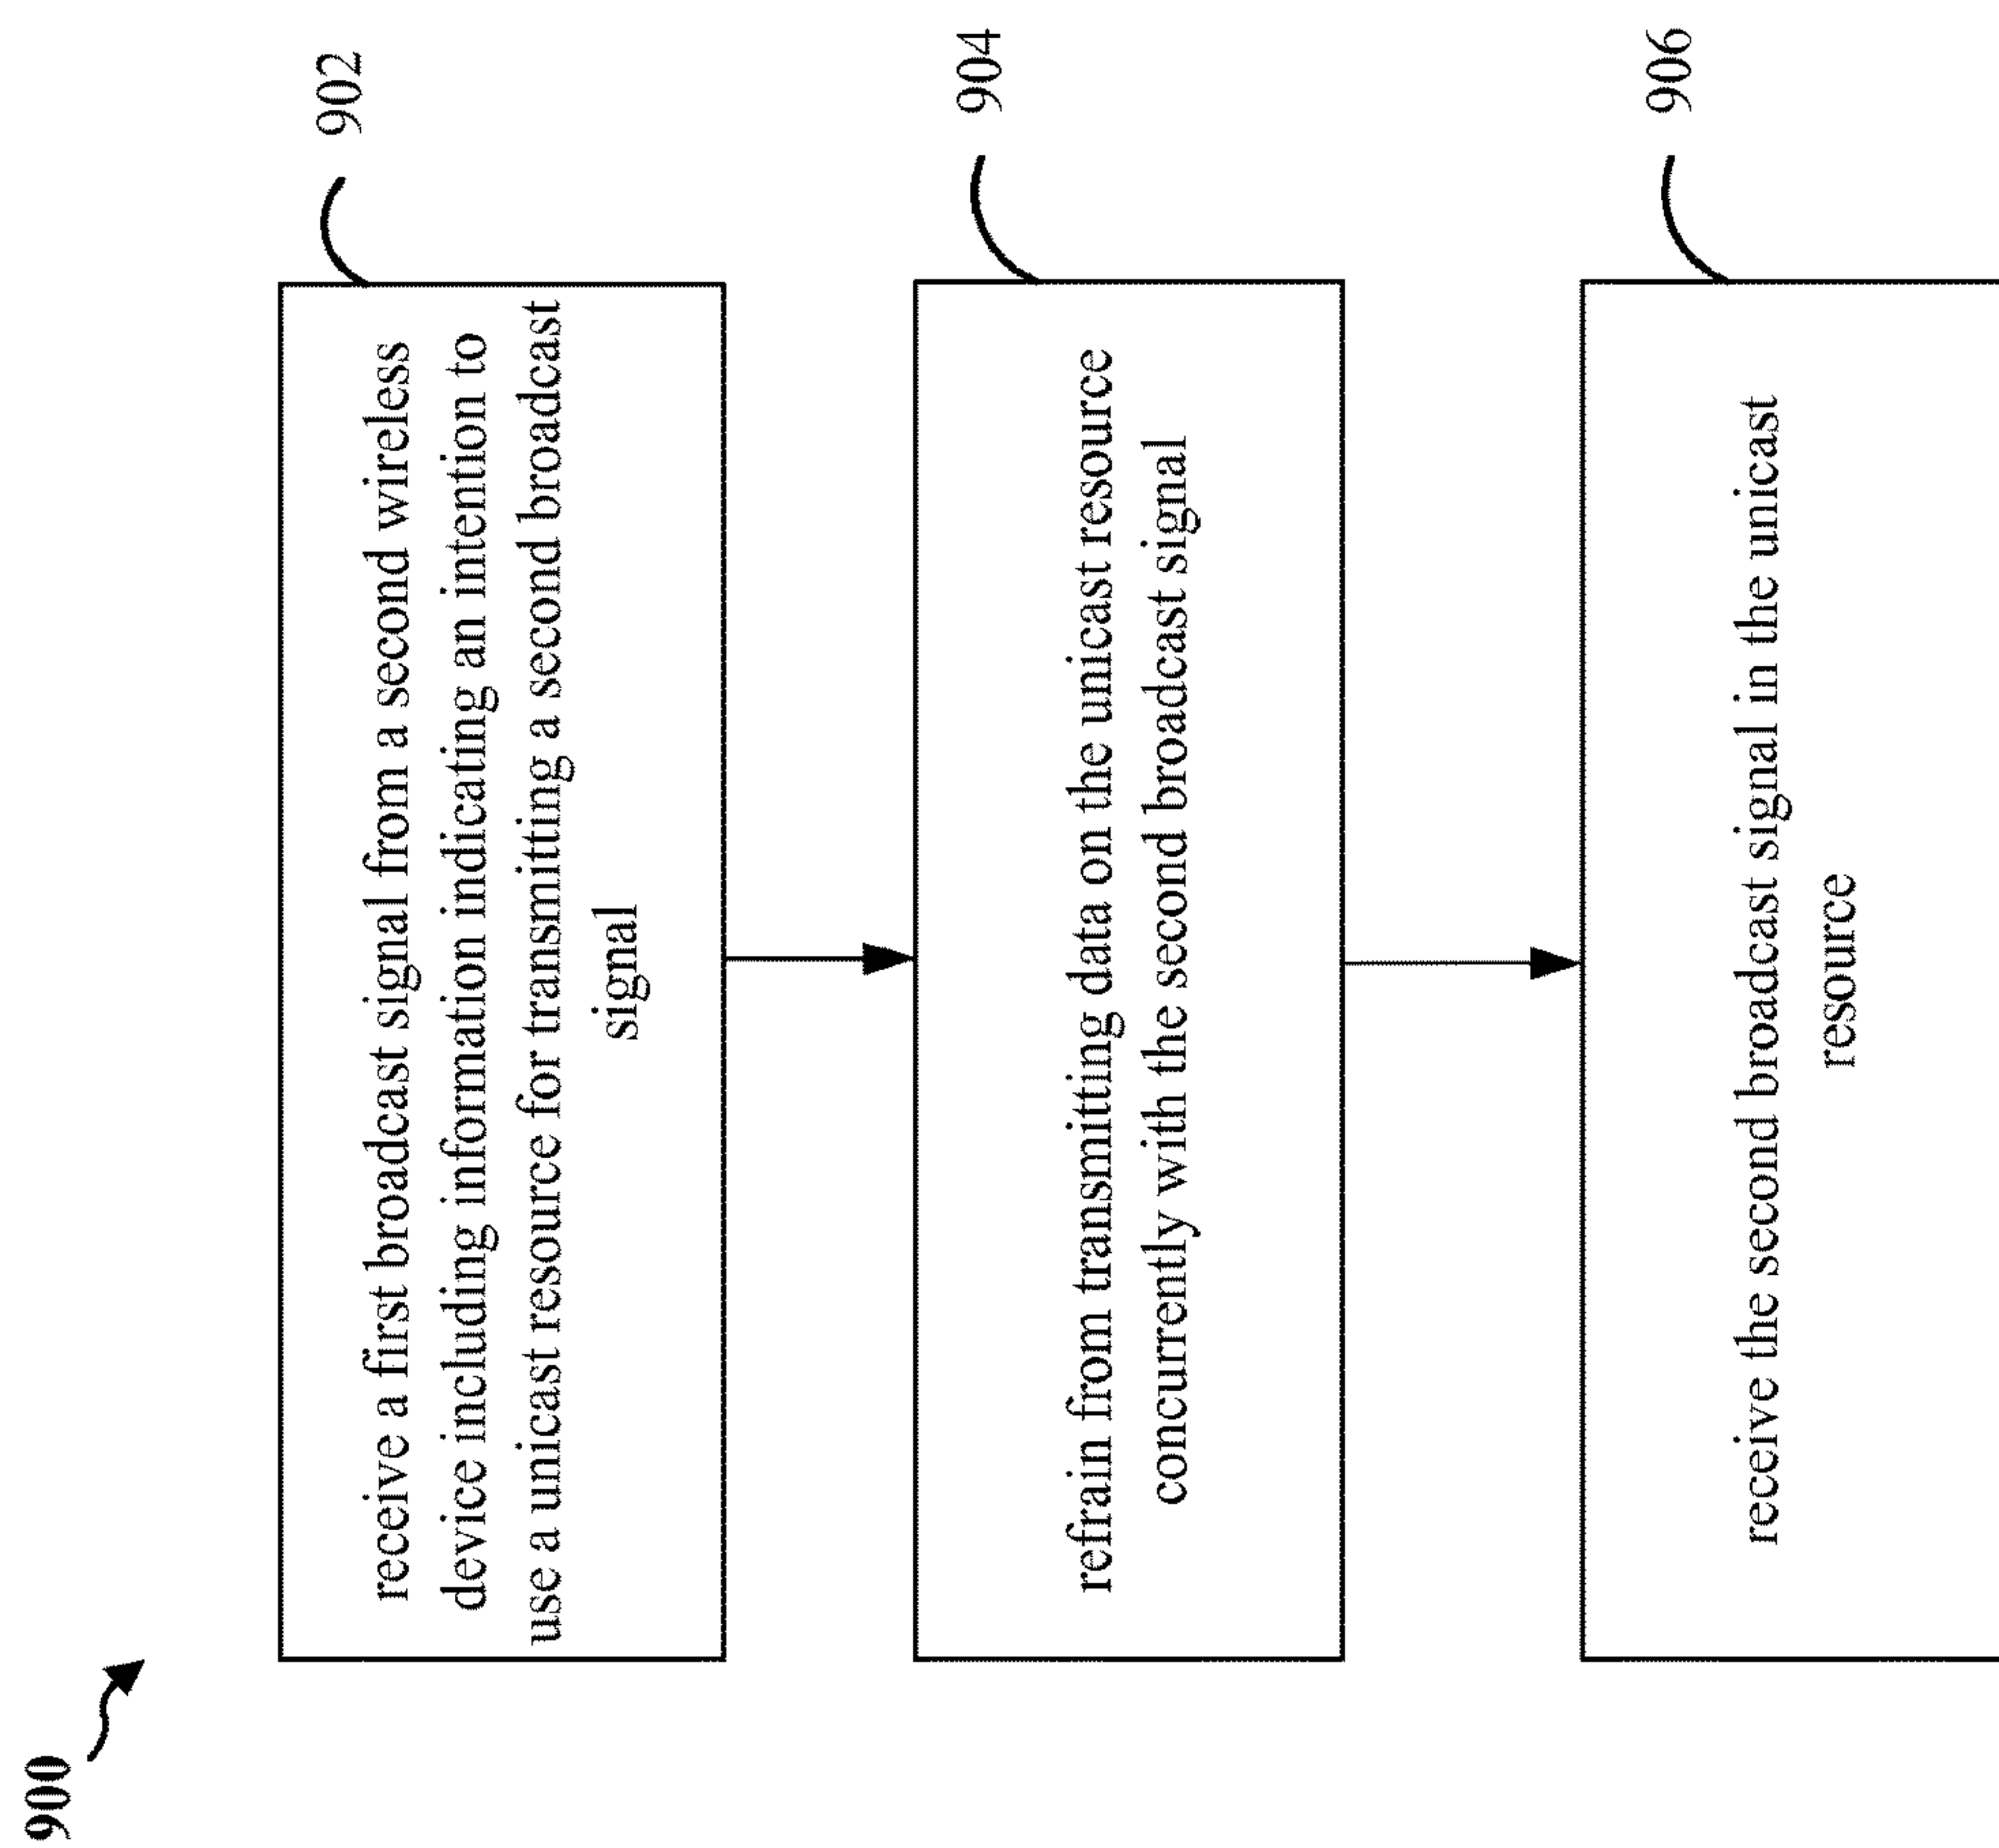 900
902
receive a first broadcast signal from a second wireless
device including information indicating an intention to
use a unicast resource for transmitting a second broadcast
signal
904
refrain from transmitting data on the unicast resource
concurrently with the second broadcast signal
906
receive the second broadcast signal in the unicast
resource